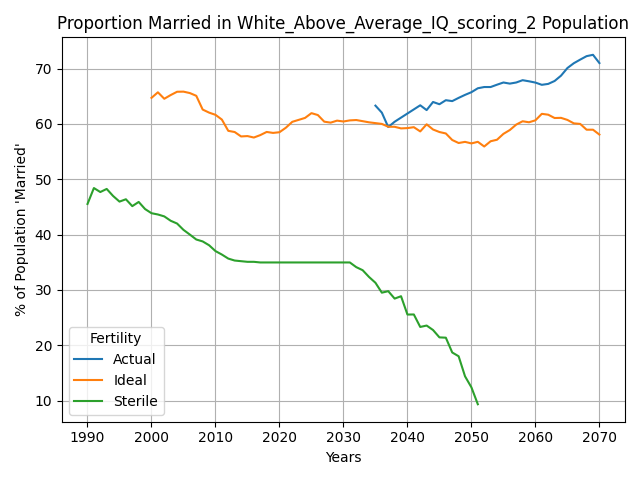 Proportion Married in White_Above_Average_IQ_scoring_2 Population
% of Population 'Married'
70
60
50
40
30
20
10
Fertility
Actual
Ideal
Sterile
1990 2000 2010 2020 2030 2040 2050 2060 2070
Years